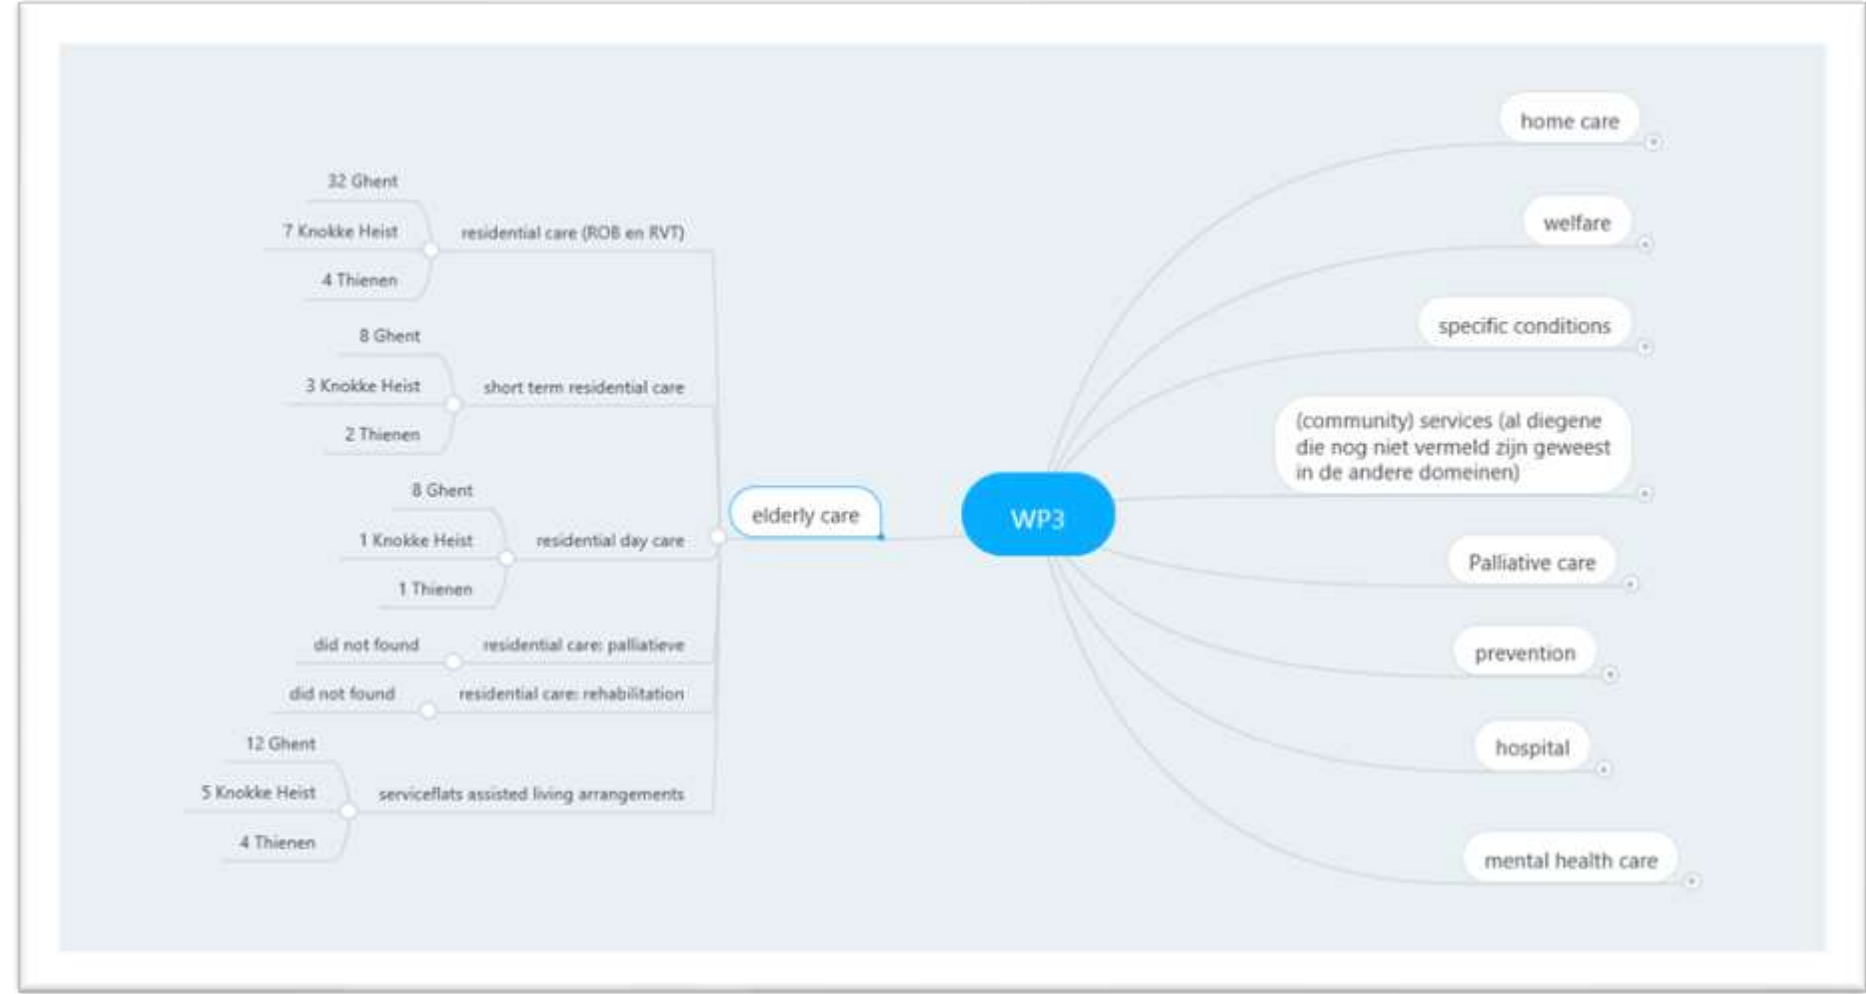 32 Ghent
7 Knokke Heist
4 Thienen
residential care (ROB en RVT)
8 Ghent
3 Knokke Heist
2 Thienen
short term residential care
8 Ghent
1 Knokke Heist
1 Thienen
residential day care
did not found
residential care: palliatieve
did not found
residential care: rehabilitation
12 Ghent
5 Knokke Heist
4 Thienen
serviceflats assisted living arrangements
elderly care
WP3
home care
welfare
specific conditions
(community) services (al diegene
die nog niet vermeld zijn geweest
in de andere domeinen)
Palliative care
prevention
hospital
mental health care